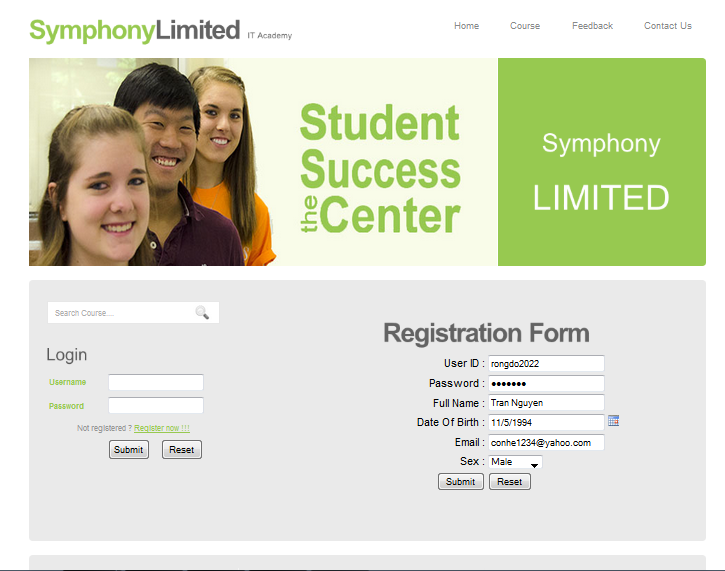 SymphonyLimited IT Academy
Home Course Feedback Contact Us
Student
Success
the Center
Symphony
LIMITED
Search Course....
Login
Username
Password
Not registered ? Register now !!!
Submit Reset
Registration Form
User ID : rongdo2022
Password : •••••••
Full Name : Tran Nguyen
Date Of Birth : 11/5/1994
Email : conhe1234@yahoo.com
Sex : Male
Submit Reset